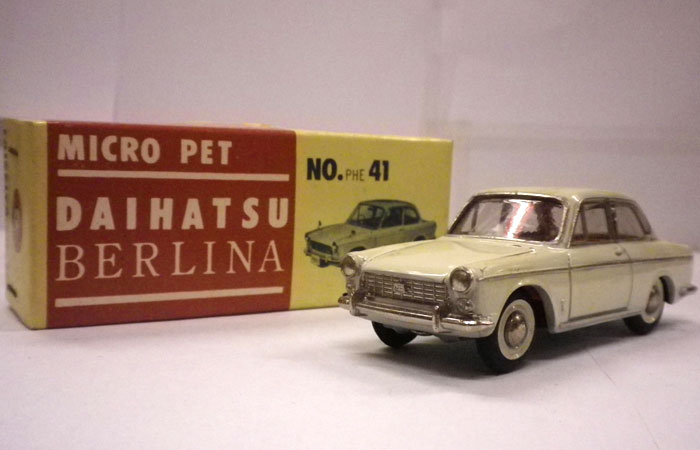 MICRO PET
DAIHATSU
BERLINA
NO. PHE 41